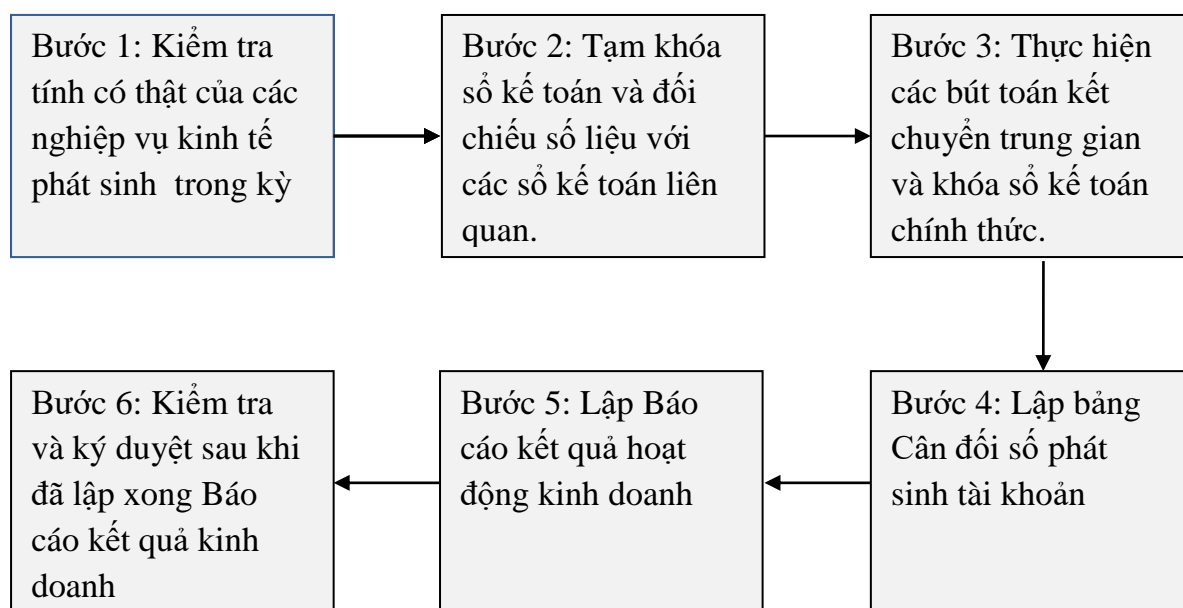 Bước 1: Kiểm tra
tính có thật của các
nghiệp vụ kinh tế
phát sinh trong kỳ
Bước 2: Tạm khóa
sổ kế toán và đối
chiếu số liệu với
các sổ kế toán liên
quan.
Bước 3: Thực hiện
các bút toán kết
chuyển trung gian
và khóa sổ kế toán
chính thức.
Bước 4: Lập bảng
Cân đối số phát
sinh tài khoản
Bước 5: Lập Báo
cáo kết quả hoạt
động kinh doanh
Bước 6: Kiểm tra
và ký duyệt sau khi
đã lập xong Báo
cáo kết quả kinh
doanh